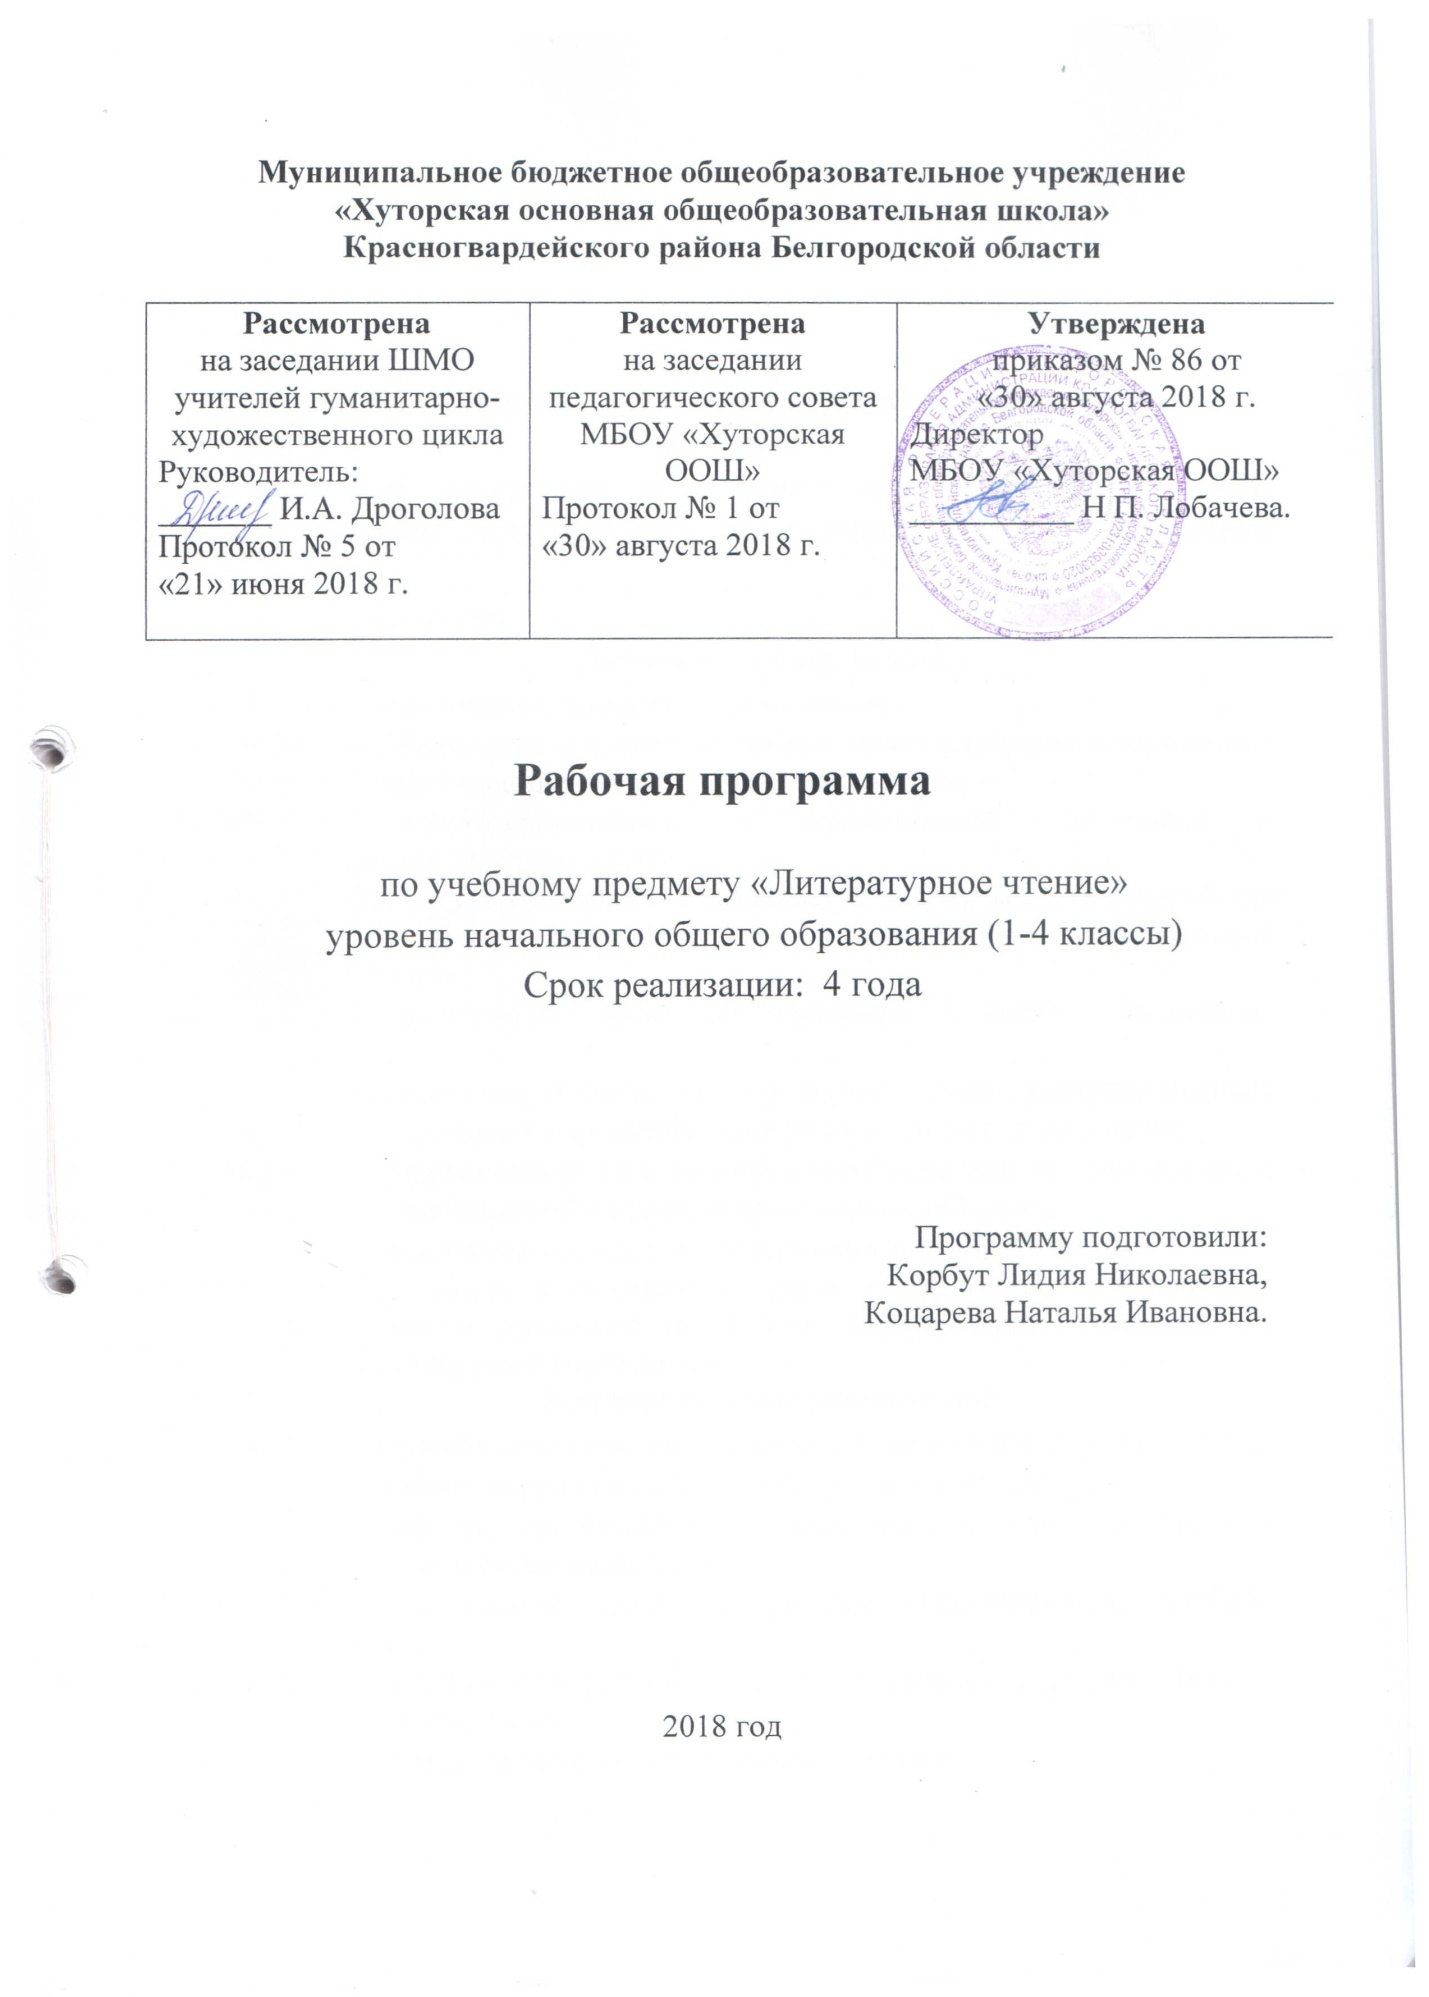 Муниципальное бюджетное общеобразовательное учреждение
«Хуторская основная общеобразовательная школа»
Красногвардейского района Белгородской области
Рассмотрена
на заседании ШМО
учителей гуманитарно-
художественного цикла
Руководитель:
________ И.А. Дроголова
Протокол № 5 от
«21» июня 2018 г.
Рассмотрена
на заседании
педагогического совета
МБОУ «Хуторская
ООШ»
Протокол № 1 от
«30» августа 2018 г.
Утверждена
приказом № 86 от
«30» августа 2018 г.
Директор
МБОУ «Хуторская ООШ»
___________ Н П. Лобачева.
Рабочая программа
по учебному предмету «Литературное чтение»
уровень начального общего образования (1-4 классы)
Срок реализации: 4 года
Программу подготовили:
Корбут Лидия Николаевна,
Коцарева Наталья Ивановна.
2018 год